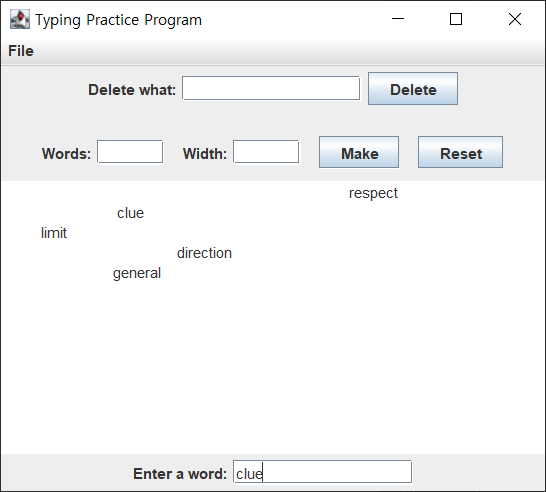 Typing Practice Program
File
Delete what: Delete
Words: Width: Make Reset
respect
clue
limit
direction
general
Enter a word: clue